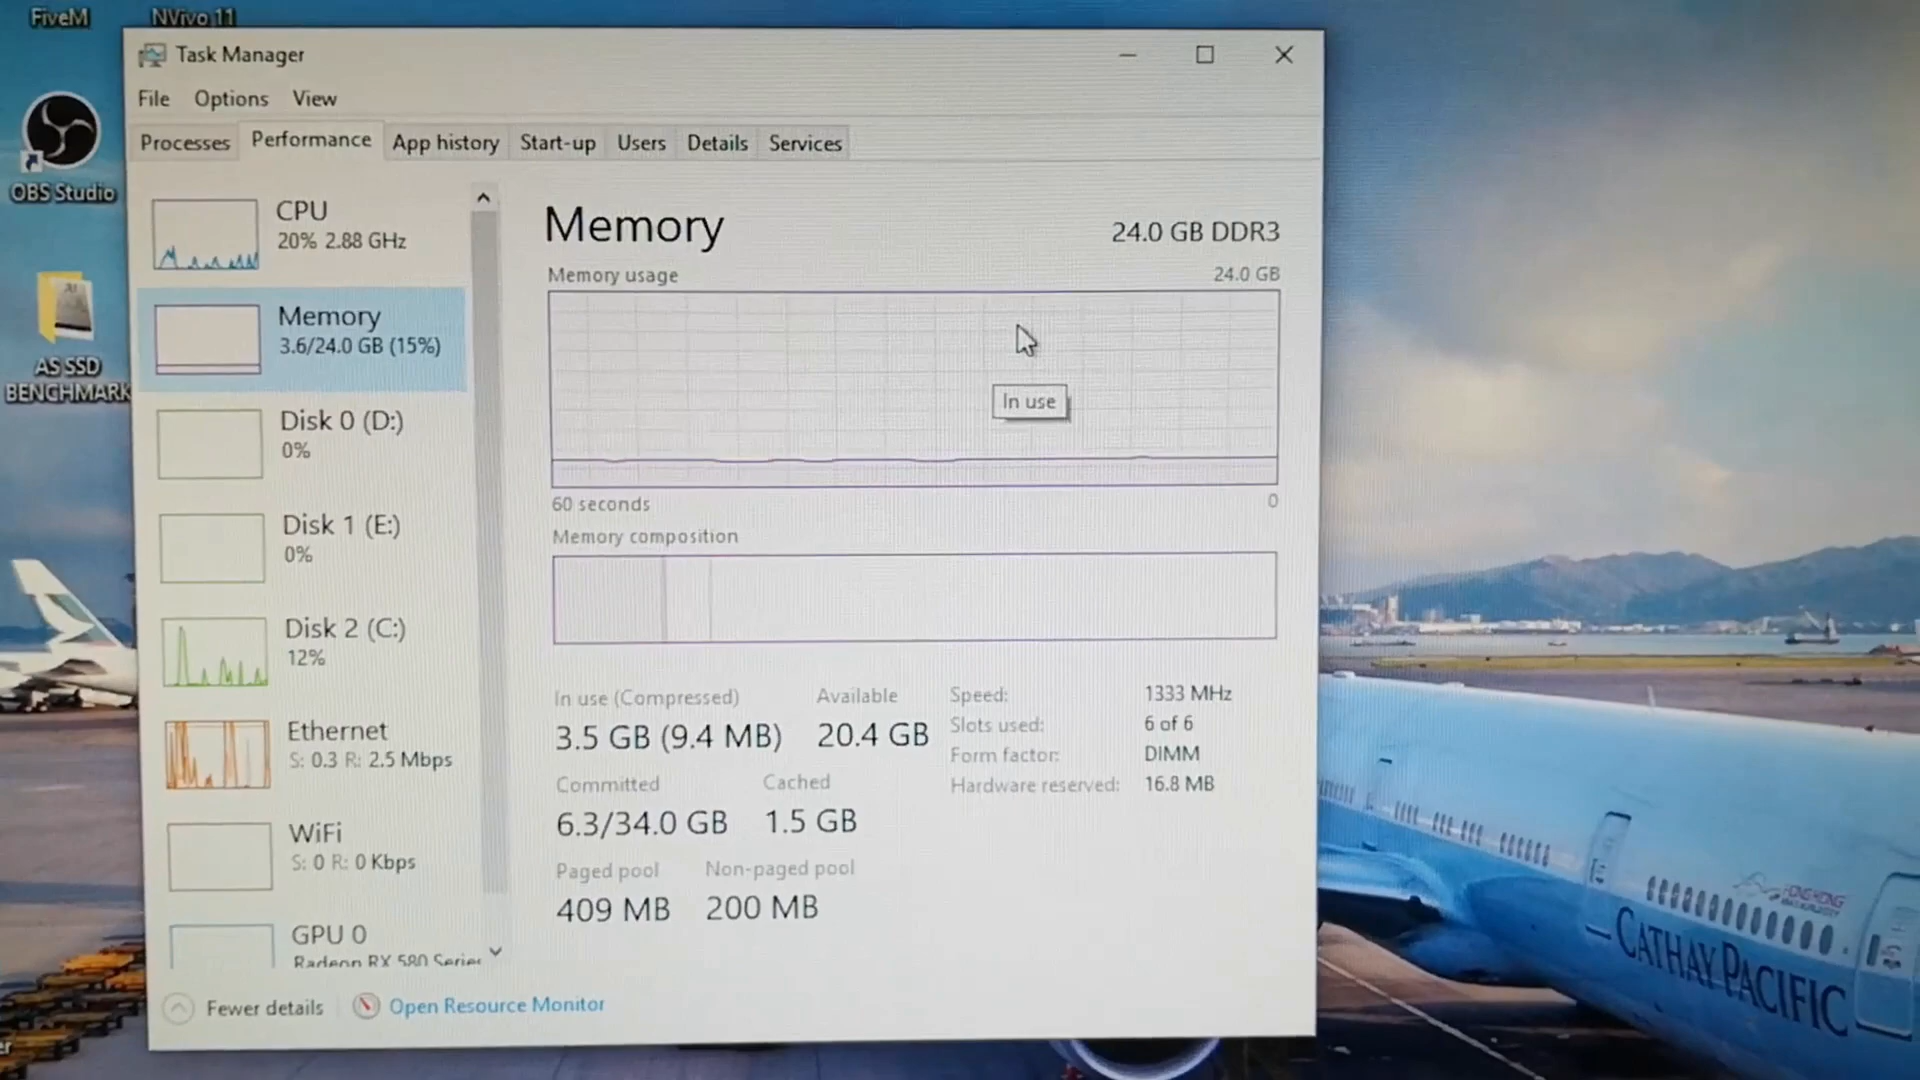 FiveM
NVivo 11
OBS Studio
AS SSD
BENCHMARK
Task Manager
File Options View
Processes Performance App history Start-up Users Details Services
CPU
20% 2.88 GHz
Memory
3.6/24.0 GB (15%)
Disk 0 (D:)
0%
Disk 1 (E:)
0%
Disk 2 (C:)
12%
Ethernet
S: 0.3 R: 2.5 Mbps
WiFi
S: 0 R: 0 Kbps
GPU 0
Radeon RX 580 Series
Memory 24.0 GB DDR3
Memory usage 24.0 GB
In use
60 seconds 0
Memory composition
In use (Compressed) Available
3.5 GB (9.4 MB) 20.4 GB
Committed Cached
6.3/34.0 GB 1.5 GB
Paged pool Non-paged pool
409 MB 200 MB
Speed: 1333 MHz
Slots used: 6 of 6
Form factor: DIMM
Hardware reserved: 16.8 MB
Fewer details Open Resource Monitor
HONG KONG
CATHAY PACIFIC